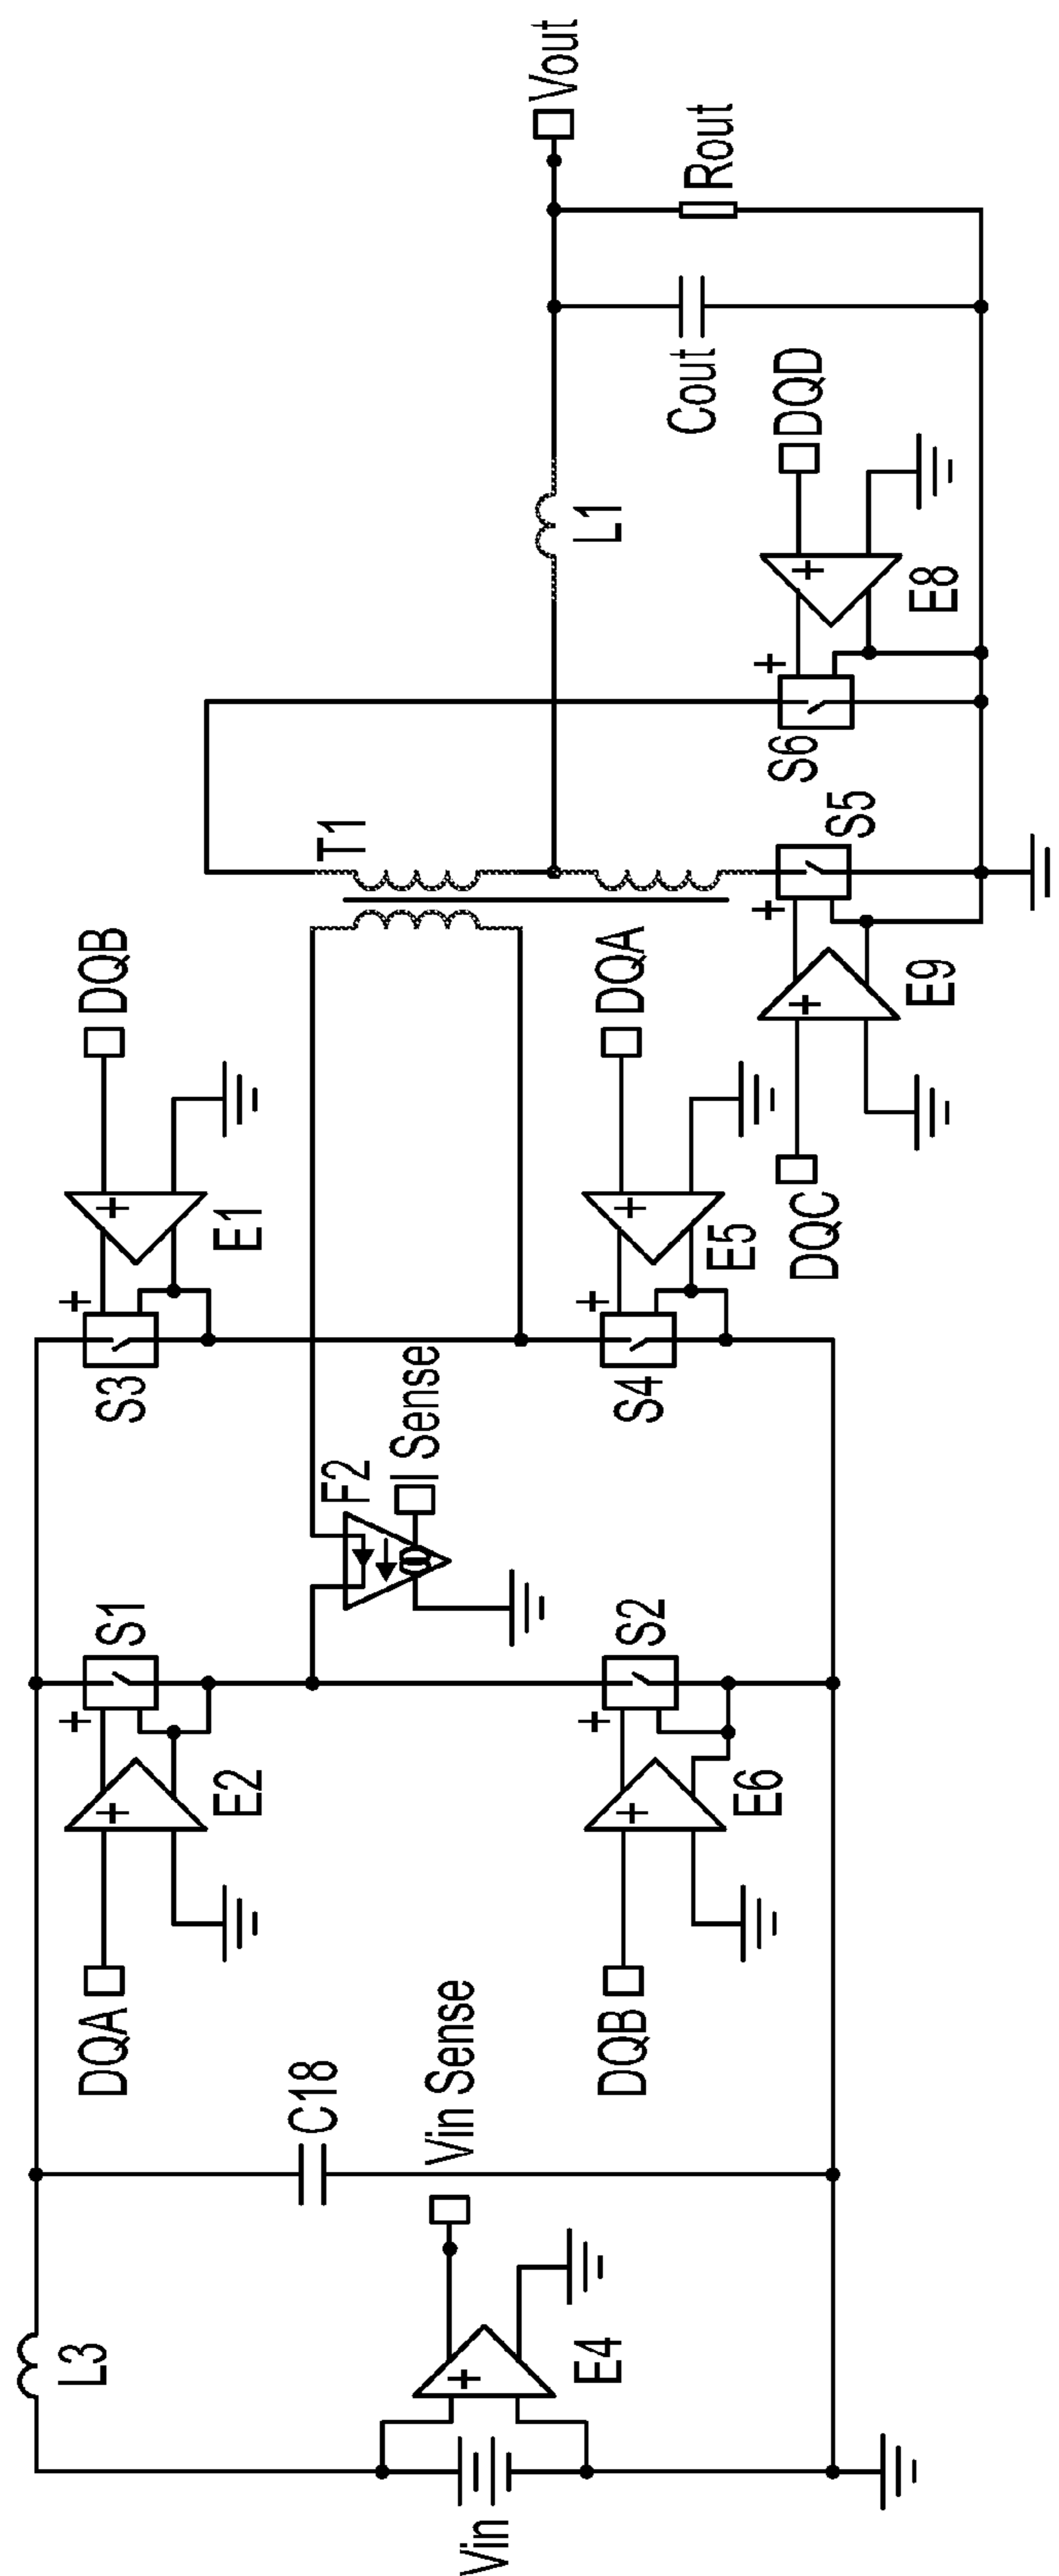 Vin
L3
E4
Vin Sense
C18
DQA
E2
S1
DQB
E6
S2
F2
I Sense
S3
E1
DQB
S4
E5
DQA
T1
DQC
E9
S5
S6
E8
DQD
L1
Cout
Rout
Vout
+
+
+
+
+
+
+
+
+
+
+
+
+